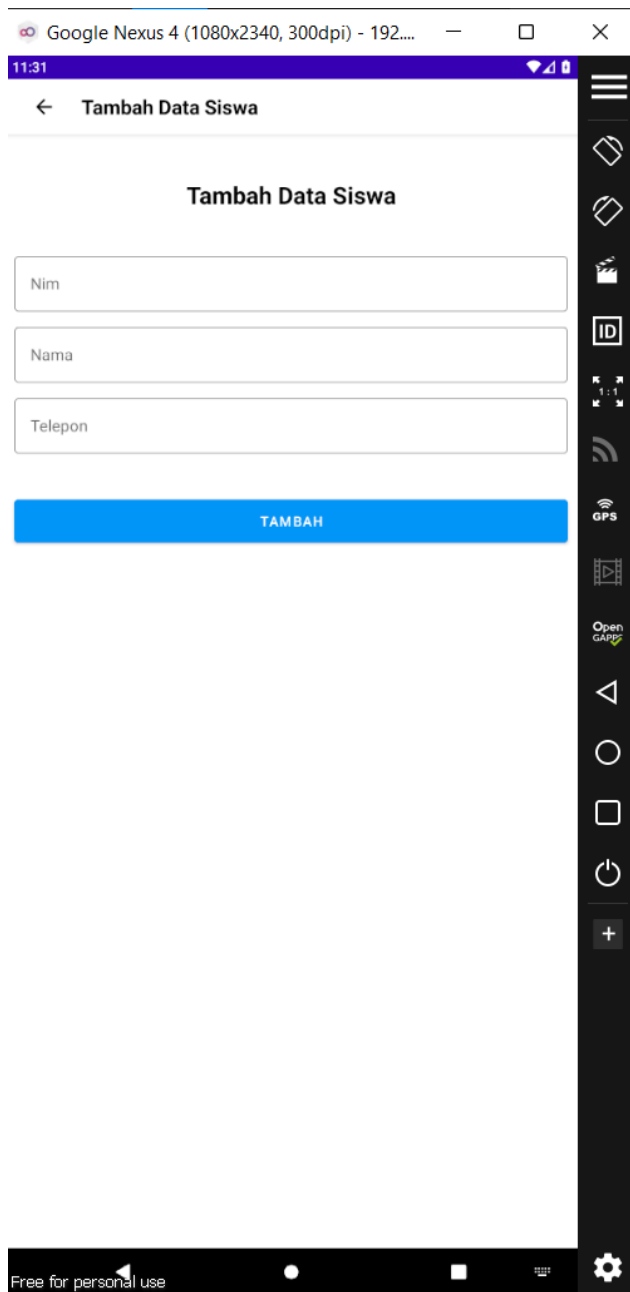 Google Nexus 4 (1080x2340, 300dpi) - 192....
11:31
Tambah Data Siswa
Tambah Data Siswa
Nim
Nama
Telepon
TAMBAH
ID
1:1
GPS
Open
GAPPS
Free for personal use